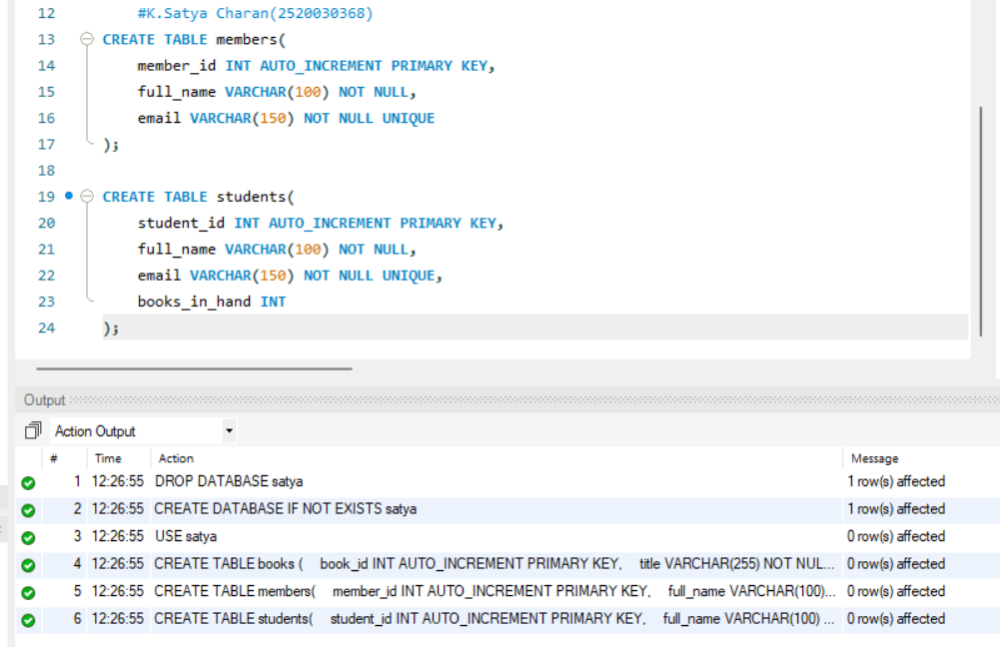 12 #K.Satya Charan(2520030368)
13 CREATE TABLE members(
14 member_id INT AUTO_INCREMENT PRIMARY KEY,
15 full_name VARCHAR(100) NOT NULL,
16 email VARCHAR(150) NOT NULL UNIQUE
17 );
18
19 CREATE TABLE students(
20 student_id INT AUTO_INCREMENT PRIMARY KEY,
21 full_name VARCHAR(100) NOT NULL,
22 email VARCHAR(150) NOT NULL UNIQUE,
23 books_in_hand INT
24 );
Output
Action Output
# Time Action Message
1 12:26:55 DROP DATABASE satya 1 row(s) affected
2 12:26:55 CREATE DATABASE IF NOT EXISTS satya 1 row(s) affected
3 12:26:55 USE satya 0 row(s) affected
4 12:26:55 CREATE TABLE books ( book_id INT AUTO_INCREMENT PRIMARY KEY, title VARCHAR(255) NOT NUL... 0 row(s) affected
5 12:26:55 CREATE TABLE members( member_id INT AUTO_INCREMENT PRIMARY KEY, full_name VARCHAR(100)... 0 row(s) affected
6 12:26:55 CREATE TABLE students( student_id INT AUTO_INCREMENT PRIMARY KEY, full_name VARCHAR(100) ... 0 row(s) affected